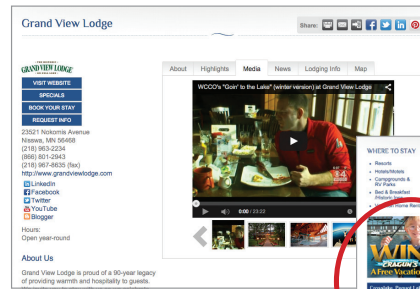 Grand View Lodge
Share:
GRAND VIEW LODGE
VISIT WEBSITE
SPECIALS
BOOK YOUR STAY
REQUEST INFO
23521 Nokomis Avenue
Nisswa, MN 56468
(218) 963-2234
(866) 801-2943
(218) 967-8635 (fax)
http://www.grandviewlodge.com
LinkedIn
Facebook
Twitter
YouTube
Blogger
Hours:
Open year-round
About Us
Grand View Lodge is proud of a 90-year legacy
of providing warmth and hospitality to guests.
About
Highlights
Media
News
Lodging Info
Map
WCCO's "Goin' to the Lake" (winter version) at Grand View Lodge
0:00 / 23:22
WHERE TO STAY
Resorts
Hotels/Motels
Campgrounds &
RV Parks
Bed & Breakfast
WIN
A Free Vacation